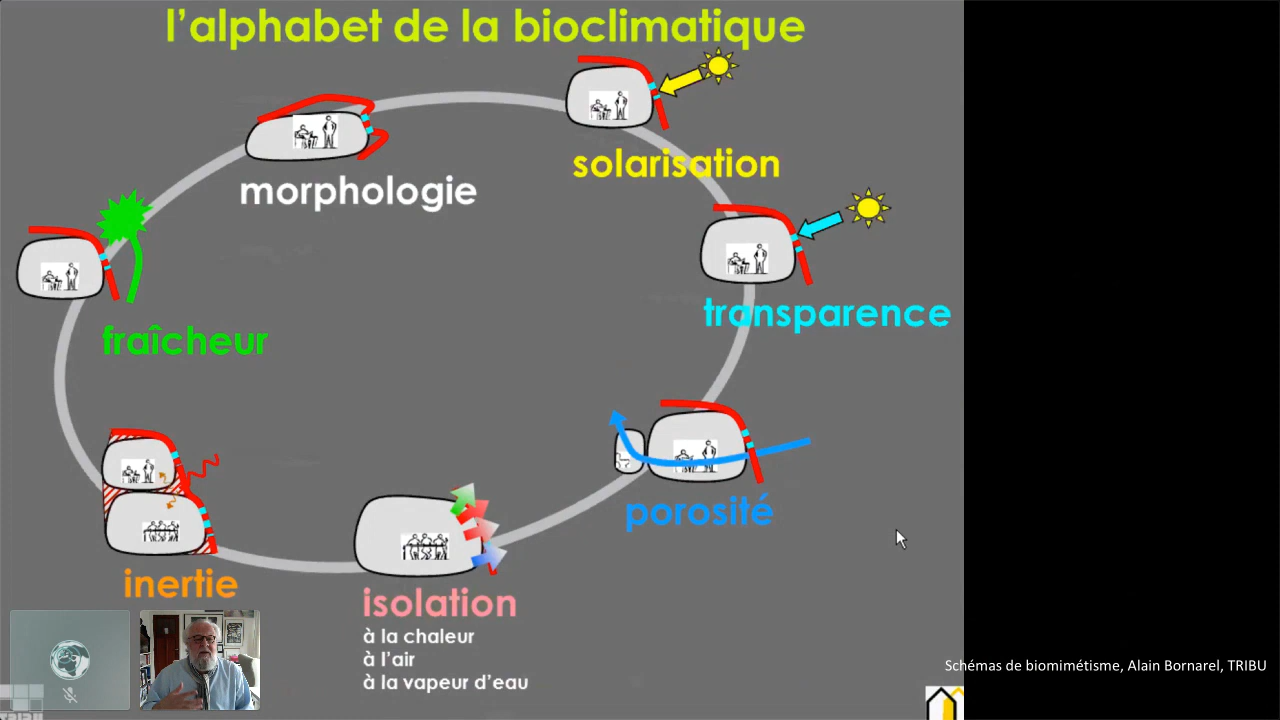 l'alphabet de la bioclimatique
solarisation
morphologie
transparence
fraîcheur
porosité
inertie
isolation
à la chaleur
à l'air
à la vapeur d'eau
Schémas de biomimétisme, Alain Bornarel, TRIBU